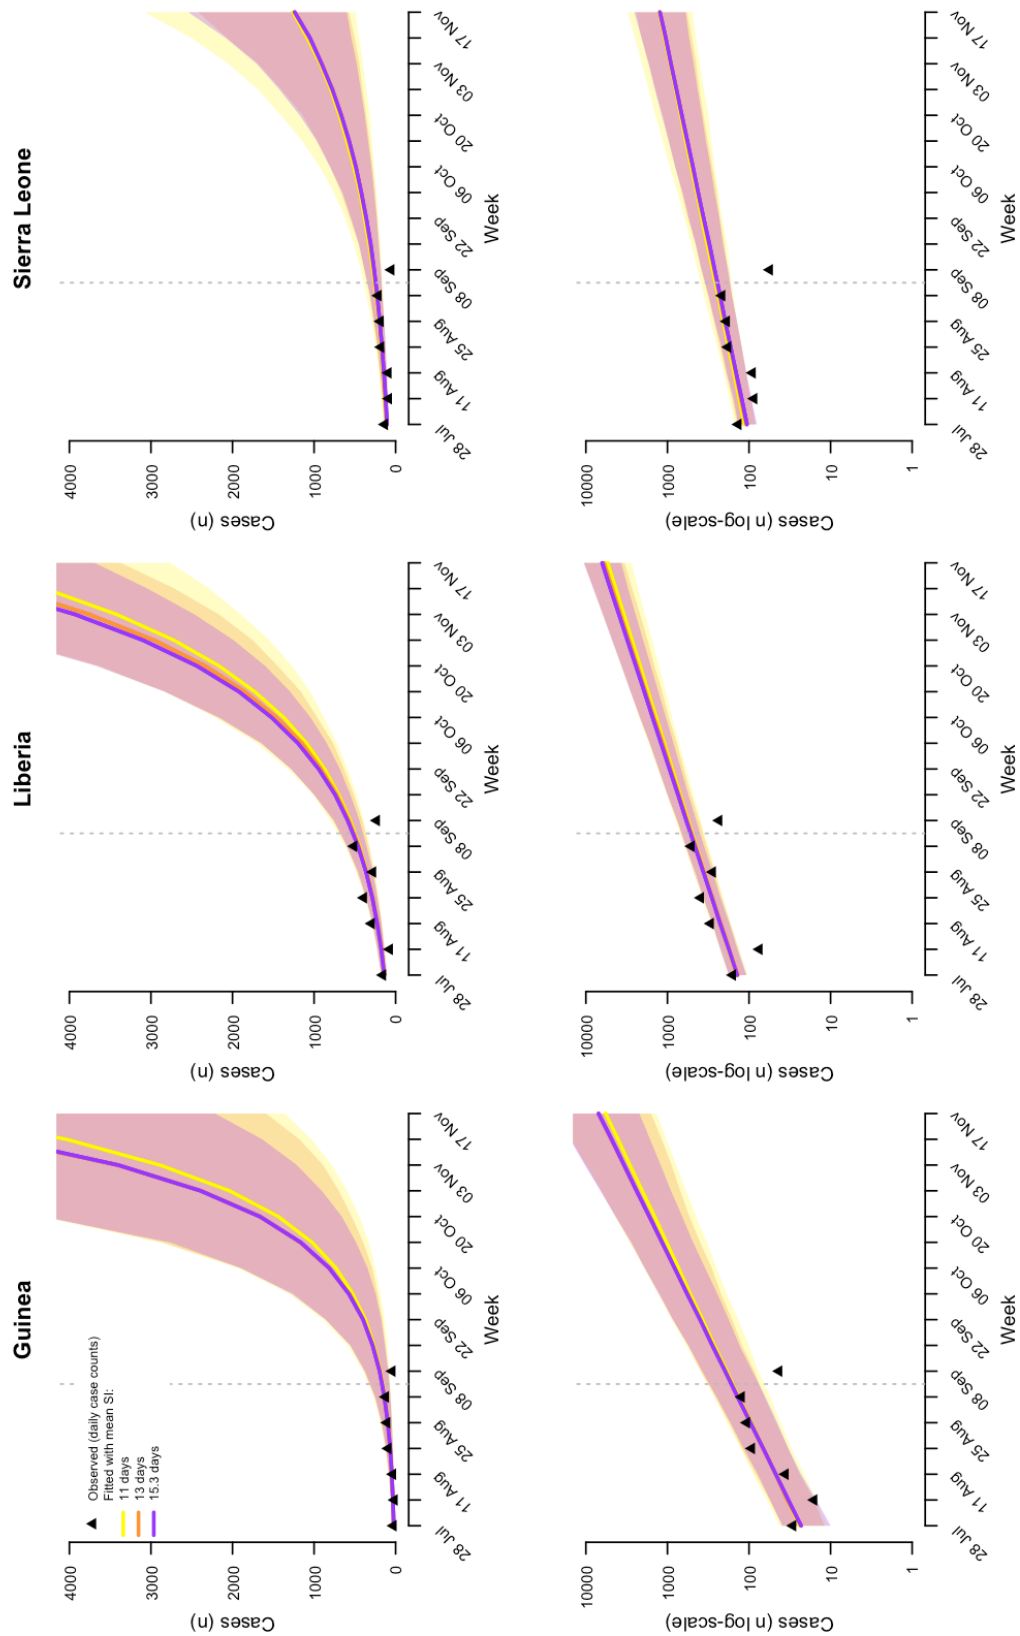 Guinea
Liberia
Sierra Leone
Observed (daily case counts)
Fitted with mean SI:
11 days
13 days
15.3 days
Cases (n)
4000
3000
2000
1000
0
28 Jul
11 Aug
25 Aug
08 Sep
22 Sep
06 Oct
20 Oct
03 Nov
17 Nov
Week
Cases (n)
4000
3000
2000
1000
0
28 Jul
11 Aug
25 Aug
08 Sep
22 Sep
06 Oct
20 Oct
03 Nov
17 Nov
Week
Cases (n)
4000
3000
2000
1000
0
28 Jul
11 Aug
25 Aug
08 Sep
22 Sep
06 Oct
20 Oct
03 Nov
17 Nov
Week
Cases (n log-scale)
10000
1000
100
10
1
28 Jul
11 Aug
25 Aug
08 Sep
22 Sep
06 Oct
20 Oct
03 Nov
17 Nov
Week
Cases (n log-scale)
10000
1000
100
10
1
28 Jul
11 Aug
25 Aug
08 Sep
22 Sep
06 Oct
20 Oct
03 Nov
17 Nov
Week
Cases (n log-scale)
10000
1000
100
10
1
28 Jul
11 Aug
25 Aug
08 Sep
22 Sep
06 Oct
20 Oct
03 Nov
17 Nov
Week